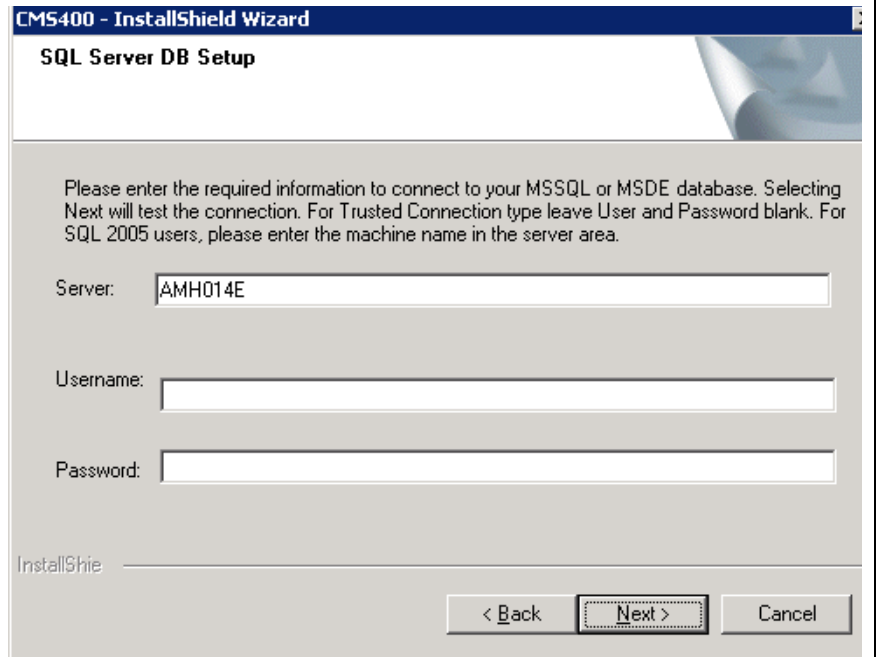 CMS400 - InstallShield Wizard
SQL Server DB Setup
Please enter the required information to connect to your MSSQL or MSDE database. Selecting
Next will test the connection. For Trusted Connection type leave User and Password blank. For
SQL 2005 users, please enter the machine name in the server area.
Server: AMH014E
Username:
Password:
InstallShie
< Back Next > Cancel